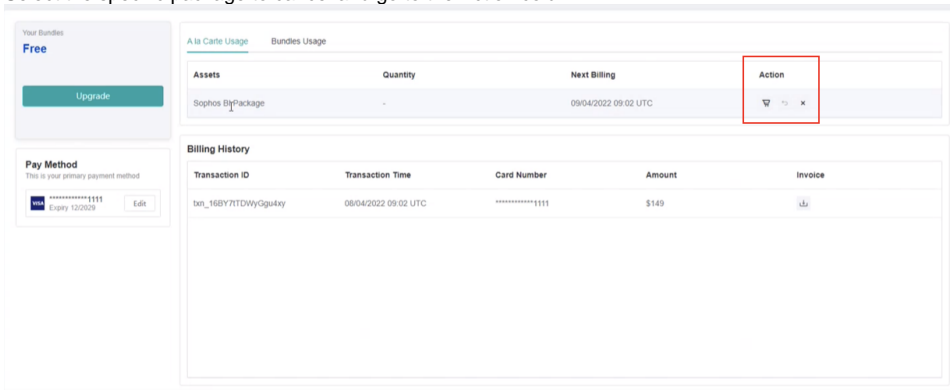 Your Bundles
Free
Upgrade
Pay Method
This is your primary payment method
VISA
************1111
Expiry 12/2029
Edit
A la Carte Usage
Bundles Usage
Assets
Quantity
Next Billing
Action
Sophos BI Package
-
09/04/2022 09:02 UTC
Billing History
Transaction ID
Transaction Time
Card Number
Amount
Invoice
txn_16BY7tTDWyGgu4xy
08/04/2022 09:02 UTC
************1111
$149